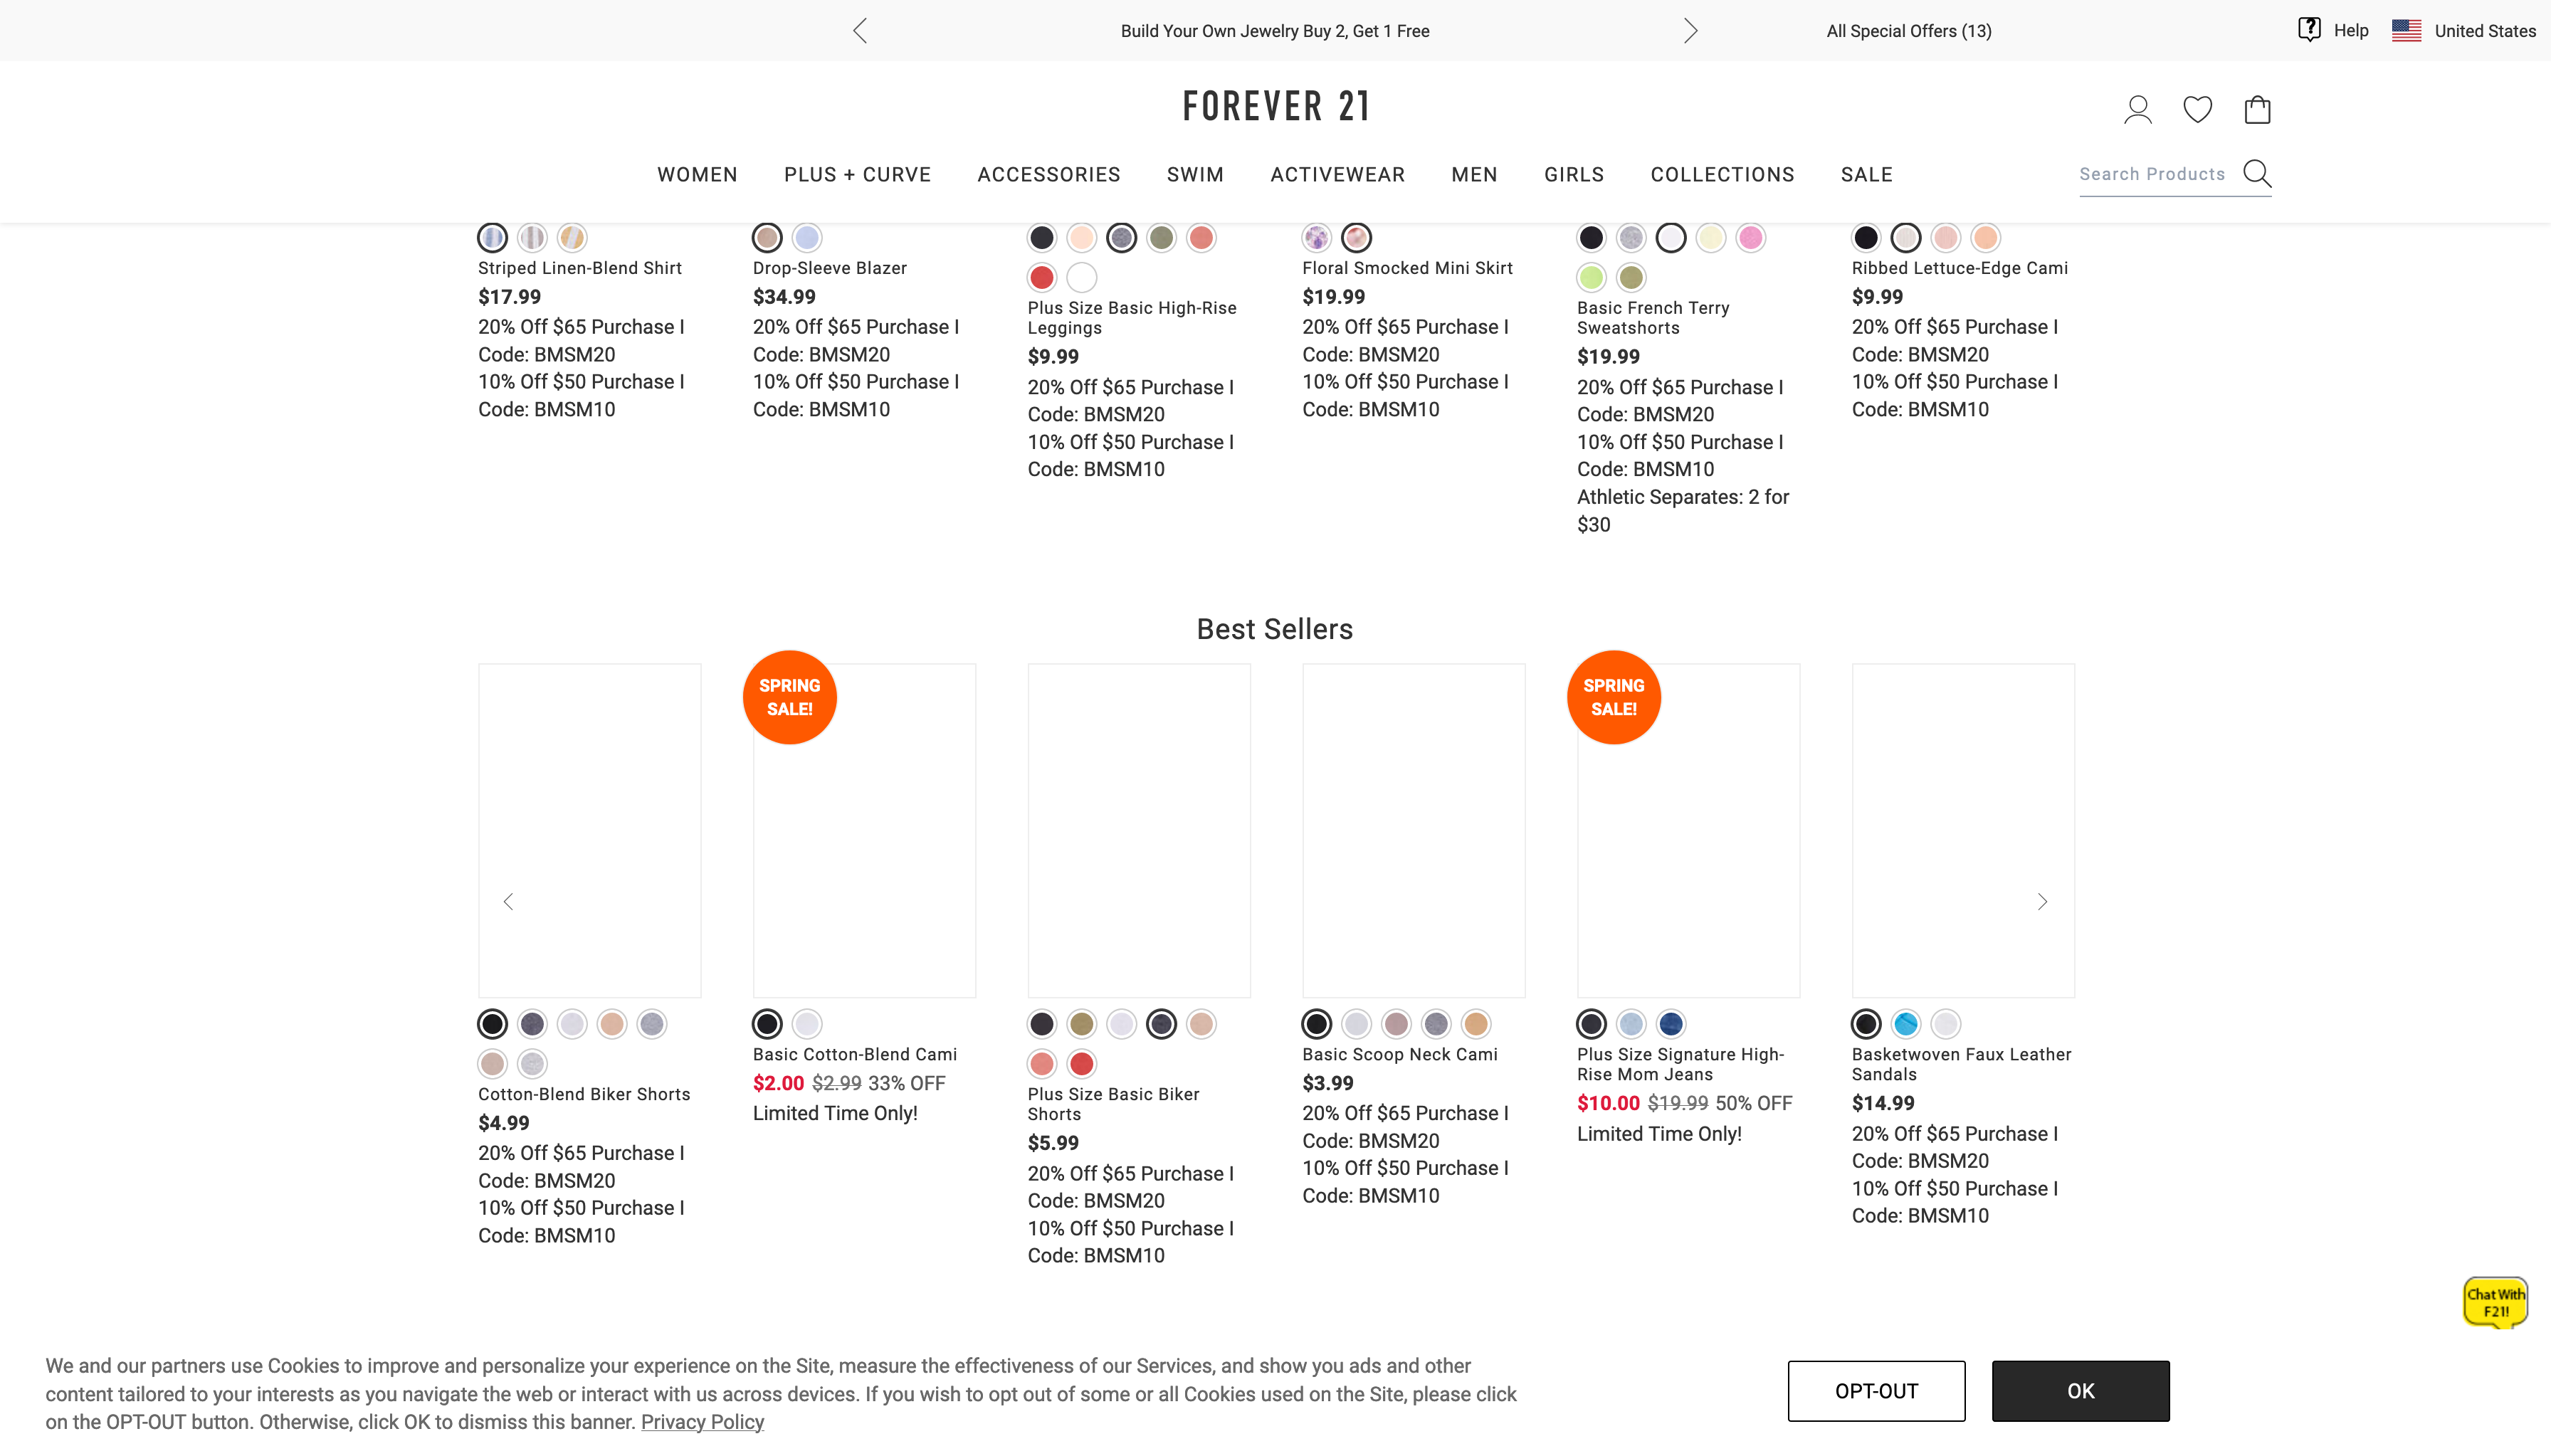 Build Your Own Jewelry Buy 2, Get 1 Free
All Special Offers (13)
Help
United States
FOREVER 21
WOMEN
PLUS + CURVE
ACCESSORIES
SWIM
ACTIVEWEAR
MEN
GIRLS
COLLECTIONS
SALE
Search Products
Striped Linen-Blend Shirt
$17.99
20% Off $65 Purchase I
Code: BMSM20
10% Off $50 Purchase I
Code: BMSM10
Drop-Sleeve Blazer
$34.99
20% Off $65 Purchase I
Code: BMSM20
10% Off $50 Purchase I
Code: BMSM10
Plus Size Basic High-Rise
Leggings
$9.99
20% Off $65 Purchase I
Code: BMSM20
10% Off $50 Purchase I
Code: BMSM10
Floral Smocked Mini Skirt
$19.99
20% Off $65 Purchase I
Code: BMSM20
10% Off $50 Purchase I
Code: BMSM10
Basic French Terry
Sweatshorts
$19.99
20% Off $65 Purchase I
Code: BMSM20
10% Off $50 Purchase I
Code: BMSM10
Athletic Separates: 2 for
$30
Ribbed Lettuce-Edge Cami
$9.99
20% Off $65 Purchase I
Code: BMSM20
10% Off $50 Purchase I
Code: BMSM10
Best Sellers
Cotton-Blend Biker Shorts
$4.99
20% Off $65 Purchase I
Code: BMSM20
10% Off $50 Purchase I
Code: BMSM10
SPRING
SALE!
Basic Cotton-Blend Cami
$2.00 $2.99 33% OFF
Limited Time Only!
Plus Size Basic Biker
Shorts
$5.99
20% Off $65 Purchase I
Code: BMSM20
10% Off $50 Purchase I
Code: BMSM10
Basic Scoop Neck Cami
$3.99
20% Off $65 Purchase I
Code: BMSM20
10% Off $50 Purchase I
Code: BMSM10
SPRING
SALE!
Plus Size Signature High-
Rise Mom Jeans
$10.00 $19.99 50% OFF
Limited Time Only!
Basketwoven Faux Leather
Sandals
$14.99
20% Off $65 Purchase I
Code: BMSM20
10% Off $50 Purchase I
Code: BMSM10
Chat With
F21!
We and our partners use Cookies to improve and personalize your experience on the Site, measure the effectiveness of our Services, and show you ads and other
content tailored to your interests as you navigate the web or interact with us across devices. If you wish to opt out of some or all Cookies used on the Site, please click
on the OPT-OUT button. Otherwise, click OK to dismiss this banner. Privacy Policy
OPT-OUT
OK